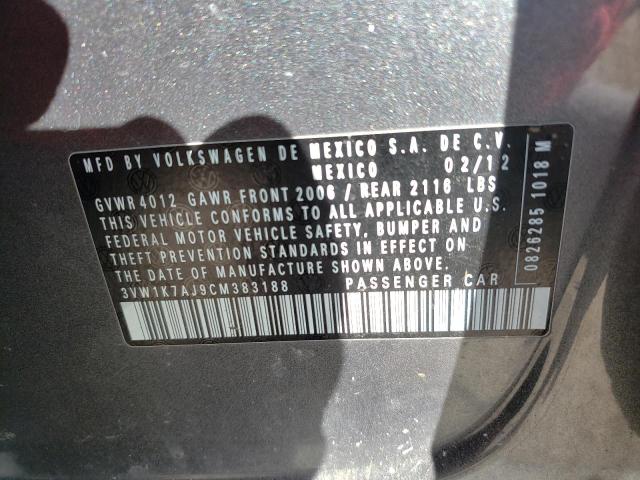 MFD BY VOLKSWAGEN DE MEXICO S.A. DE C.V.
MEXICO 02/12
GVWR 4012 GAWR FRONT 2006 / REAR 2116 LBS
THIS VEHICLE CONFORMS TO ALL APPLICABLE U.S.
FEDERAL MOTOR VEHICLE SAFETY, BUMPER AND
THEFT PREVENTION STANDARDS IN EFFECT ON
THE DATE OF MANUFACTURE SHOWN ABOVE.
3VW1K7AJ9CM383188 PASSENGER CAR
0826285 1018 M